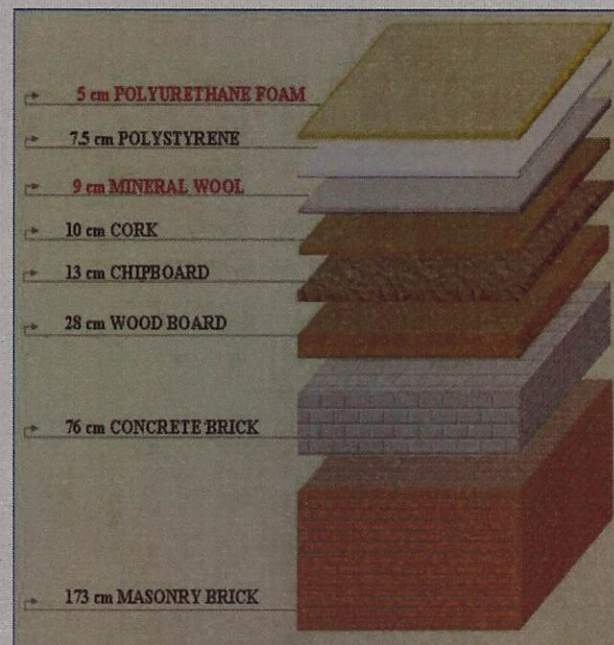 5 cm POLYURETHANE FOAM
7.5 cm POLYSTYRENE
9 cm MINERAL WOOL
10 cm CORK
13 cm CHIPBOARD
28 cm WOOD BOARD
76 cm CONCRETE BRICK
173 cm MASONRY BRICK